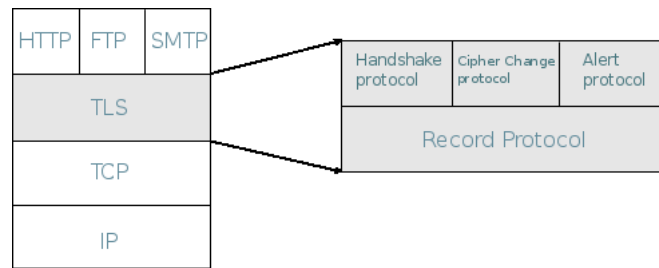 HTTP
FTP
SMTP
TLS
TCP
IP
Handshake
protocol
Cipher Change
protocol
Alert
protocol
Record Protocol